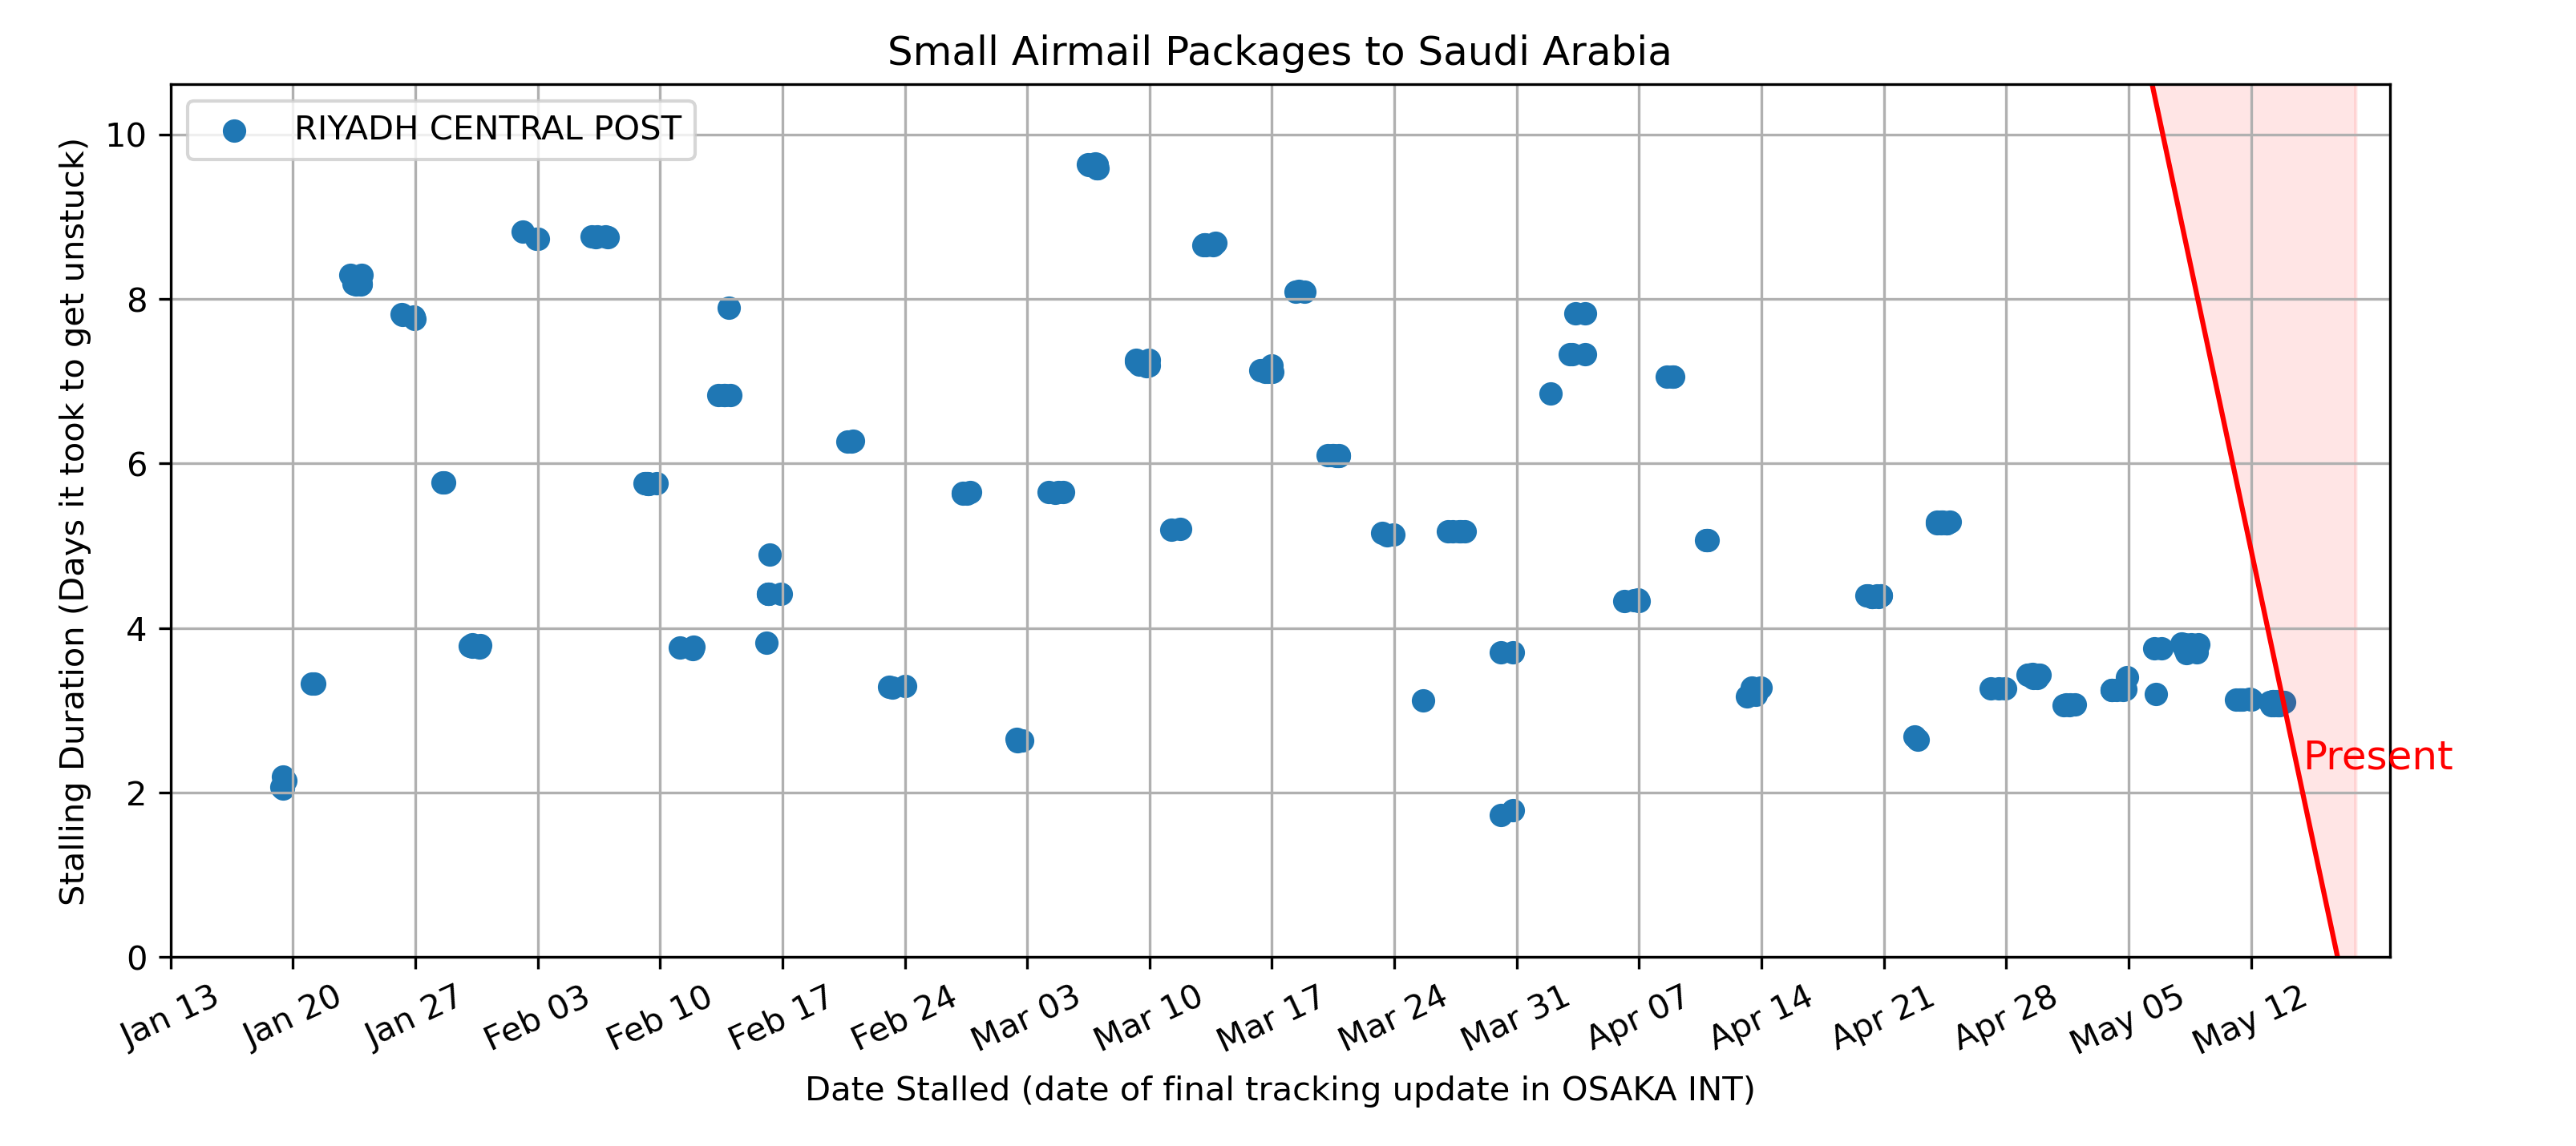 Small Airmail Packages to Saudi Arabia
RIYADH CENTRAL POST
Stalling Duration (Days it took to get unstuck)
10
8
6
4
2
0
Present
Jan 13 Jan 20 Jan 27 Feb 03 Feb 10 Feb 17 Feb 24 Mar 03 Mar 10 Mar 17 Mar 24 Mar 31 Apr 07 Apr 14 Apr 21 Apr 28 May 05 May 12
Date Stalled (date of final tracking update in OSAKA INT)